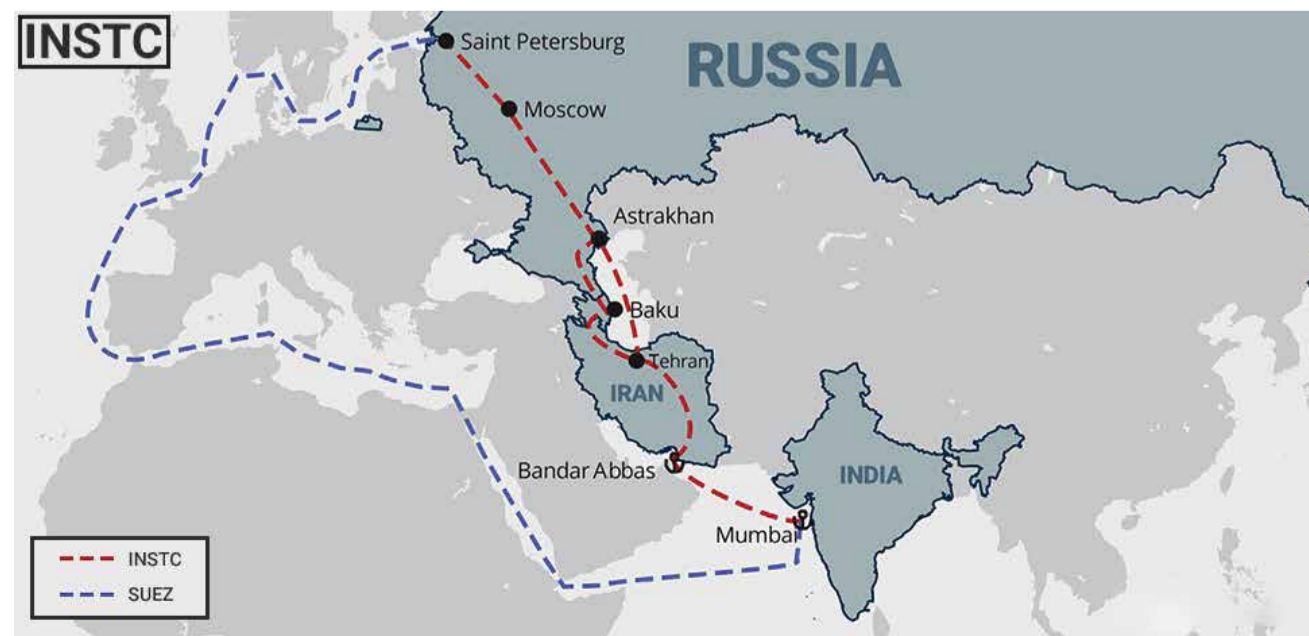 INSTC
Saint Petersburg
RUSSIA
Moscow
Astrakhan
Baku
Tehran
IRAN
Bandar Abbas
INDIA
Mumbai
INSTC
SUEZ